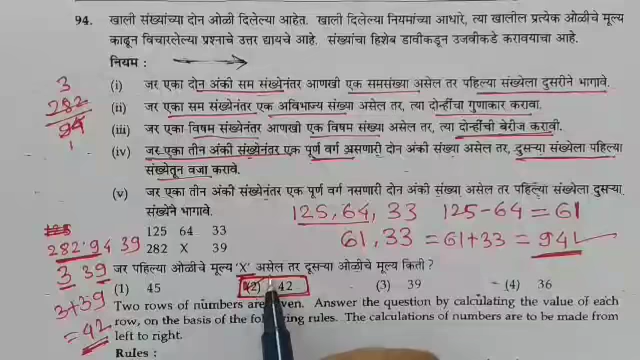 94. खाली संख्यांच्या दोन ओळी दिलेल्या आहेत. खाली दिलेल्या नियमांच्या आधारे, त्या खालील प्रत्येक ओळीचे मूल्य
काढून विचारलेल्या प्रश्नाचे उत्तर द्यायचे आहे. संख्यांचा हिशेब डावीकडून उजवीकडे करावयाचा आहे.
नियम :
(i) जर एका दोन अंकी सम संख्येनंतर आणखी एक समसंख्या असेल तर पहिल्या संख्येला दुसरीने भागावे.
(ii) जर एका सम संख्येनंतर एक अविभाज्य संख्या असेल तर, त्या दोन्हींचा गुणाकार करावा.
(iii) जर एका विषम संख्येनंतर आणखी एक विषम संख्या असेल तर, त्या दोन्हींची बेरीज करावी.
(iv) जर एका तीन अंकी संख्येनंतर एक पूर्ण वर्ग असणारी दोन अंकी संख्या असेल तर, दुसऱ्या संख्येला पहिल्या
संख्येतून वजा करावे.
(v) जर एका तीन अंकी संख्येनंतर एक पूर्ण वर्ग नसणारी दोन अंकी संख्या असेल तर पहिल्या संख्येला दुसऱ्या
संख्येने भागावे.
3
282
94
1
125, 64, 33 125-64=61
61, 33 =61+33 =94
125 64 33
282 X 39
282, 94 39
3 39
3+39
=42
जर पहिल्या ओळीचे मूल्य 'X' असेल तर दुसऱ्या ओळीचे मूल्य किती ?
(1) 45 (2) 42 (3) 39 (4) 36
Two rows of numbers are given. Answer the question by calculating the value of each
row, on the basis of the following rules. The calculations of numbers are to be made from
left to right.
Rules :